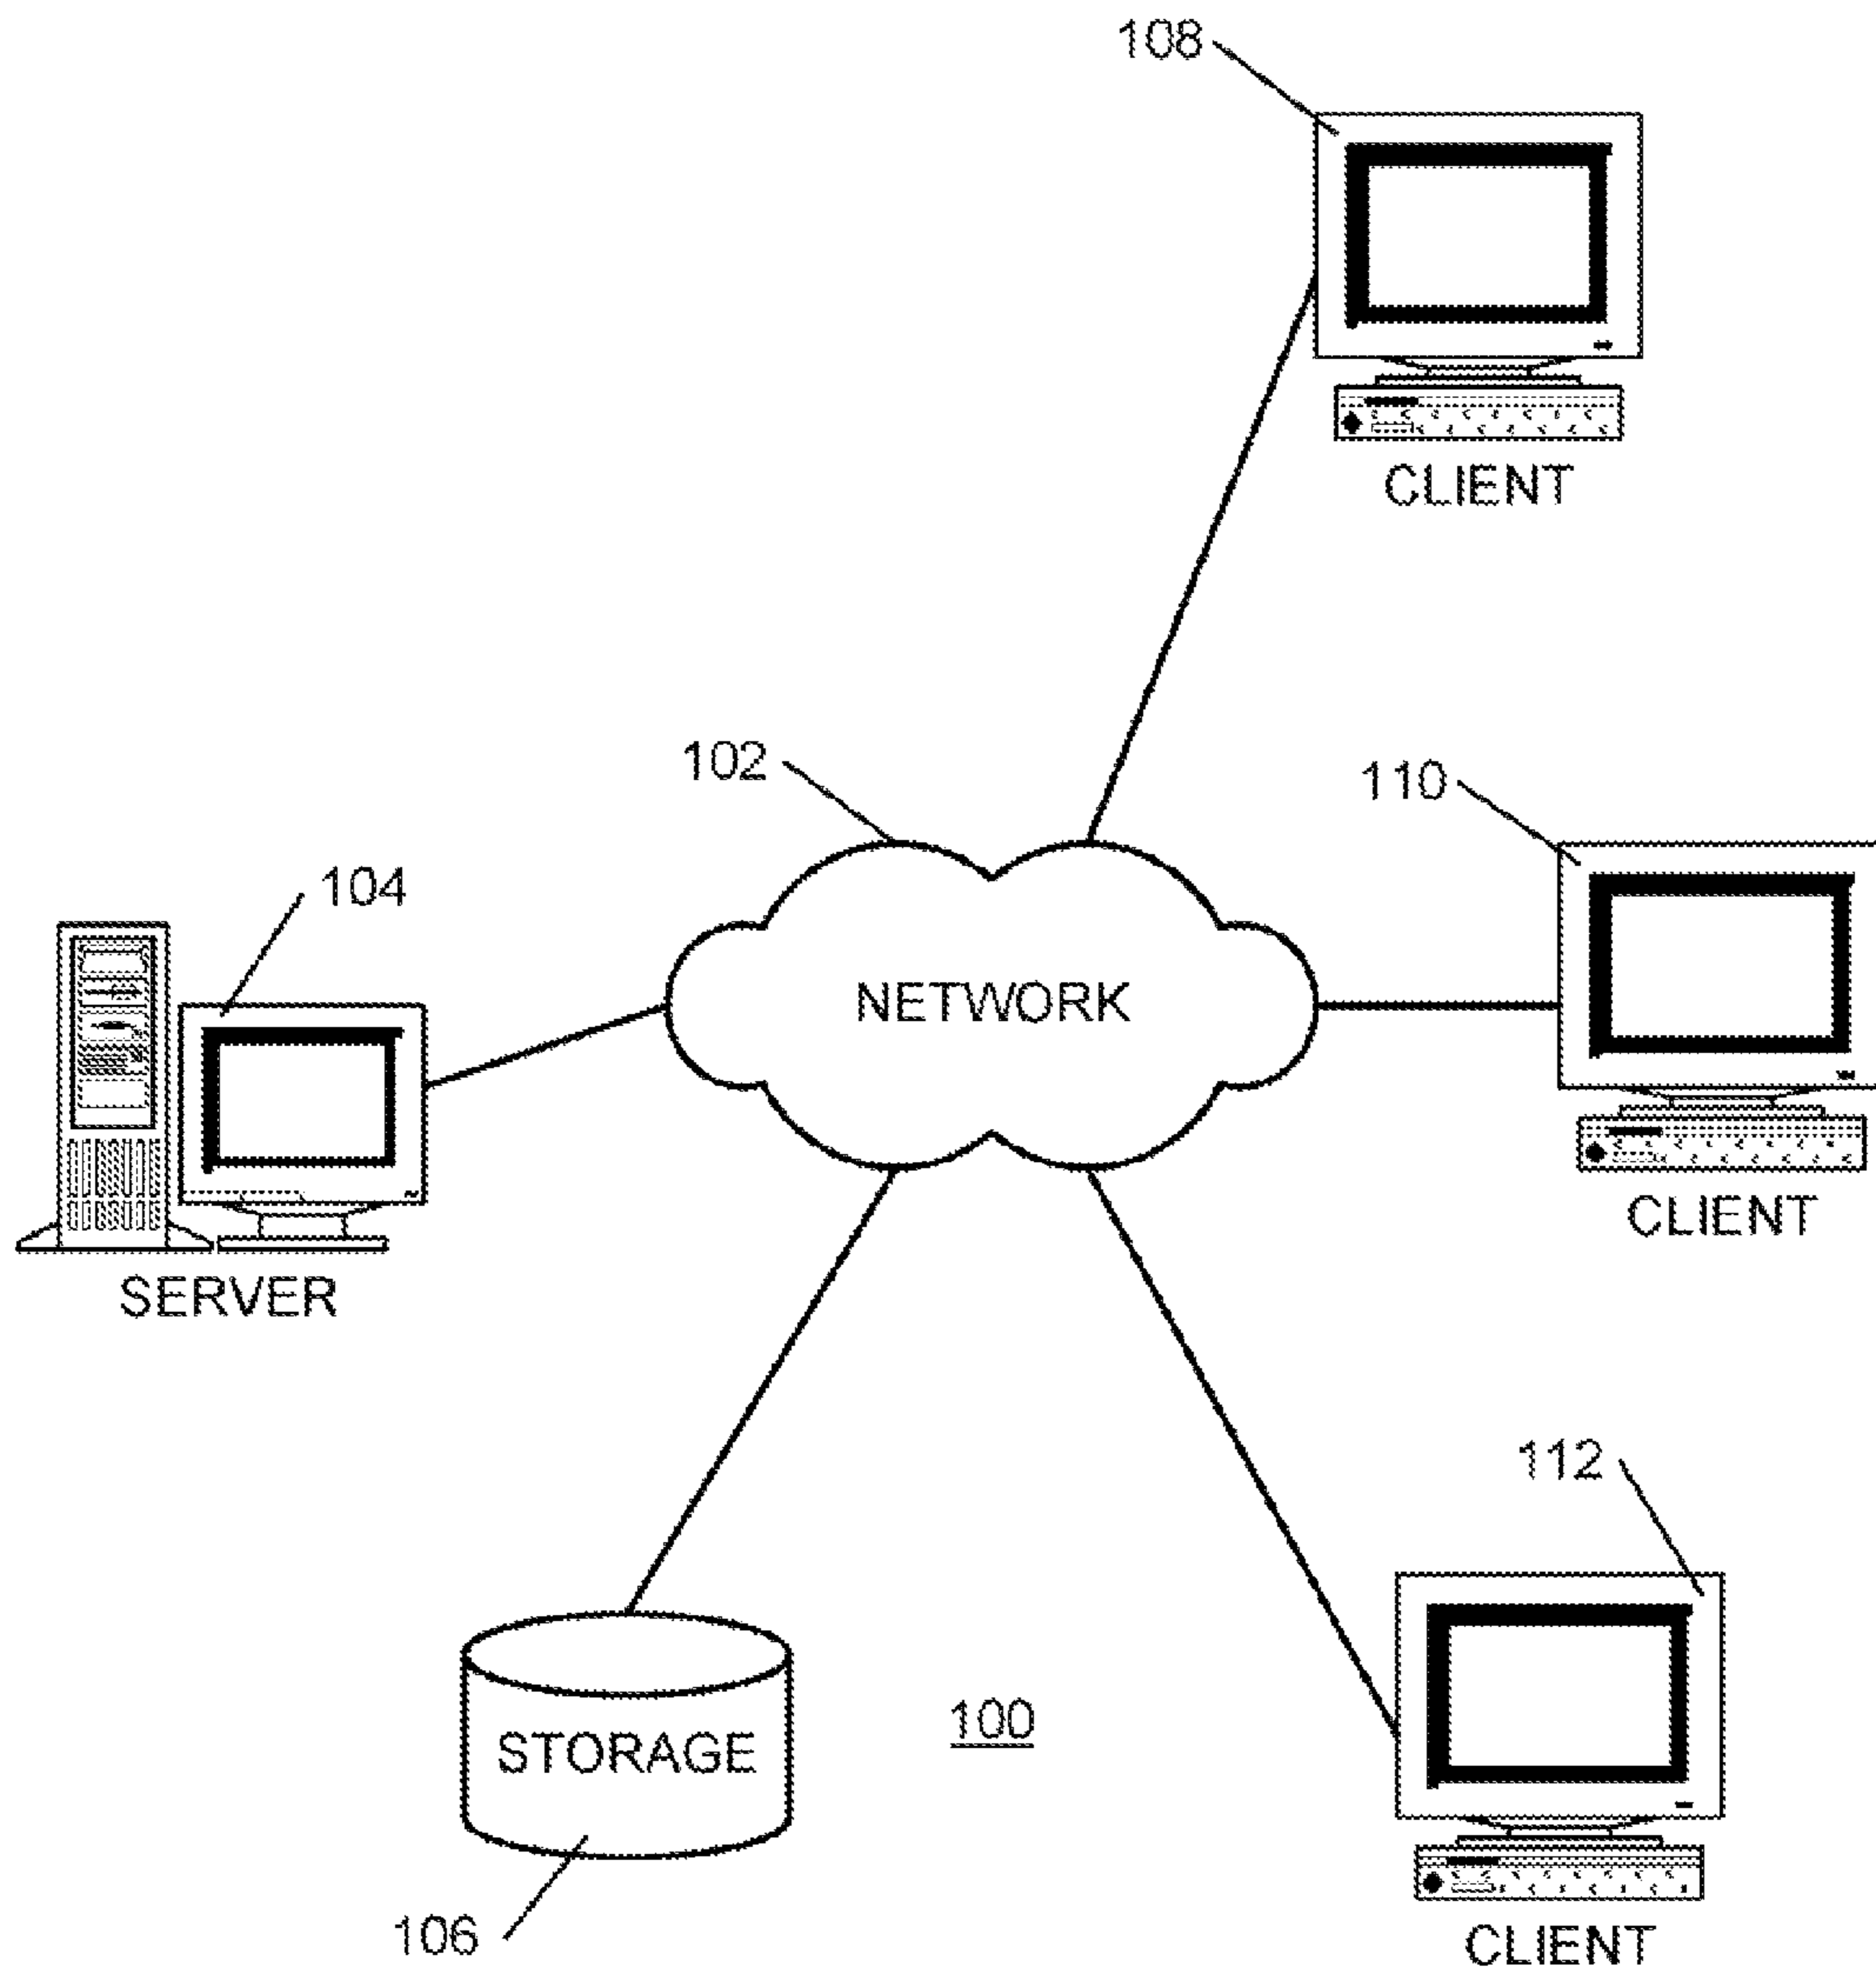 108
CLIENT
102
110
104
NETWORK
CLIENT
SERVER
112
STORAGE
100
106
CLIENT